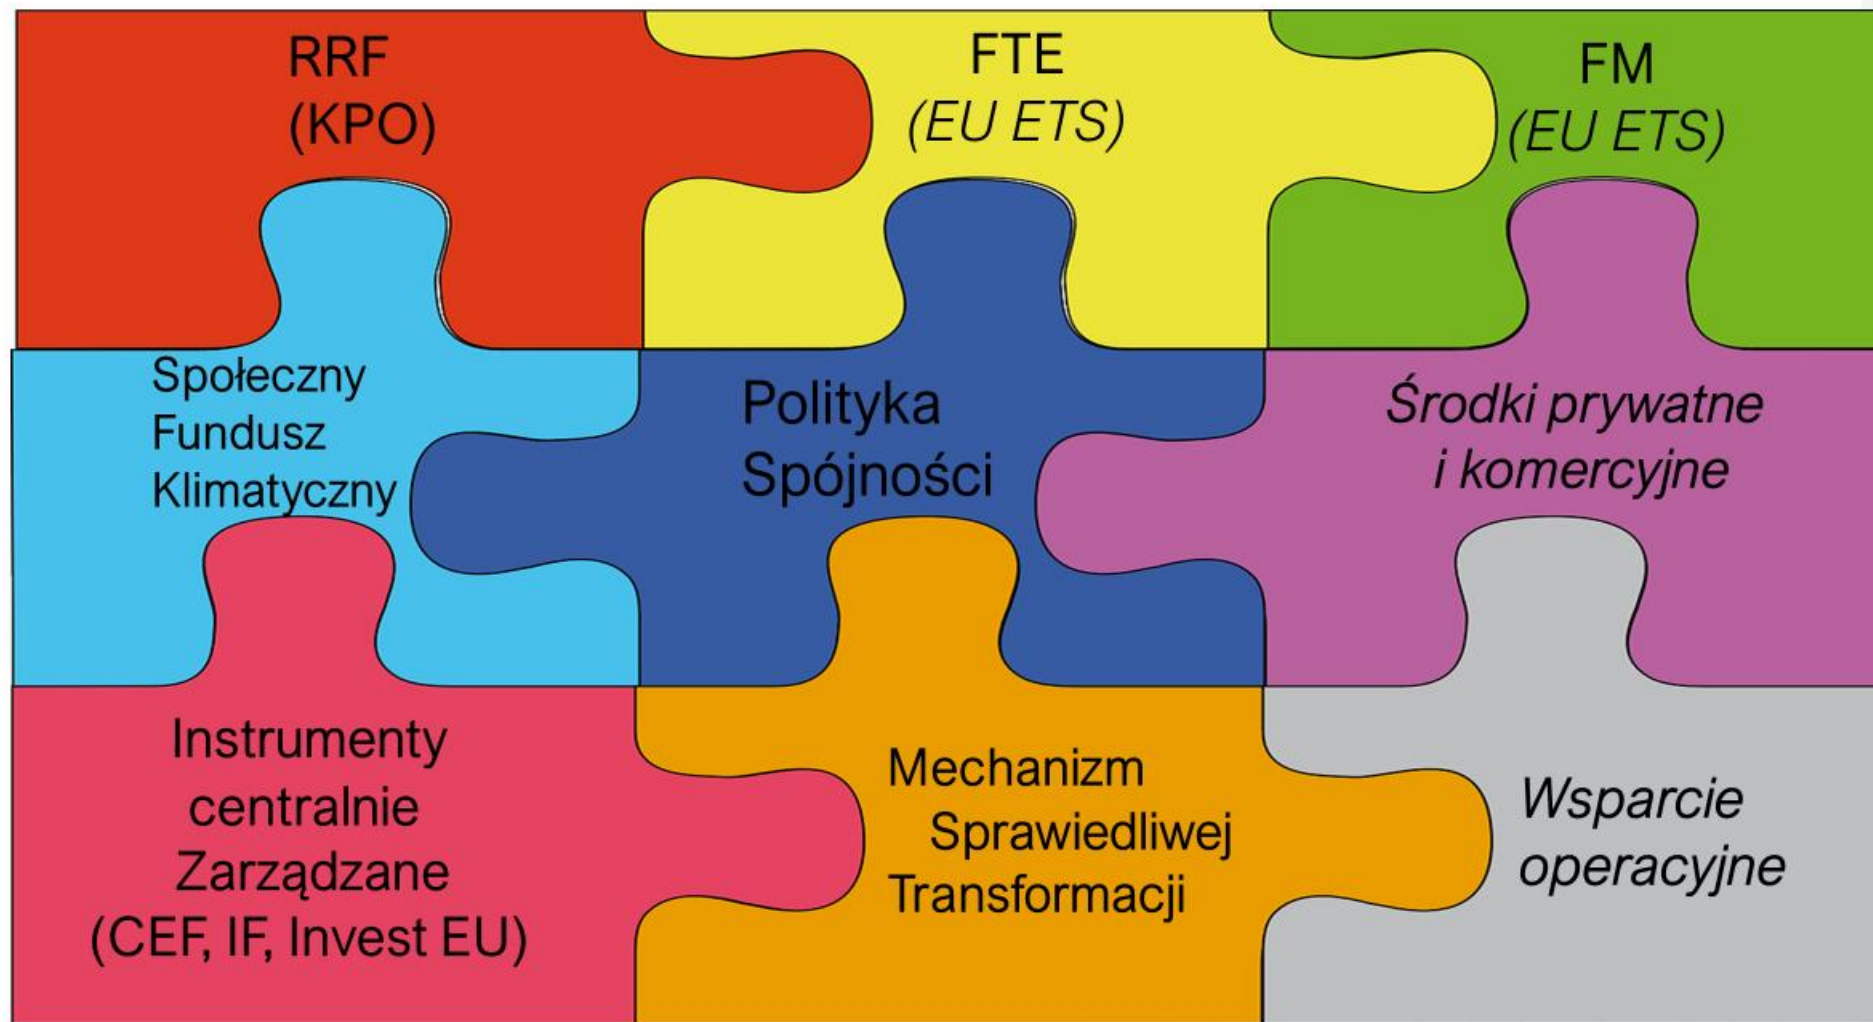 RRF
(KPO)
FTE
(EU ETS)
FM
(EU ETS)
Społeczny
Fundusz
Klimatyczny
Polityka
Spójności
Środki prywatne
i komercyjne
Instrumenty
centralnie
Zarządzane
(CEF, IF, Invest EU)
Mechanizm
Sprawiedliwej
Transformacji
Wsparcie
operacyjne